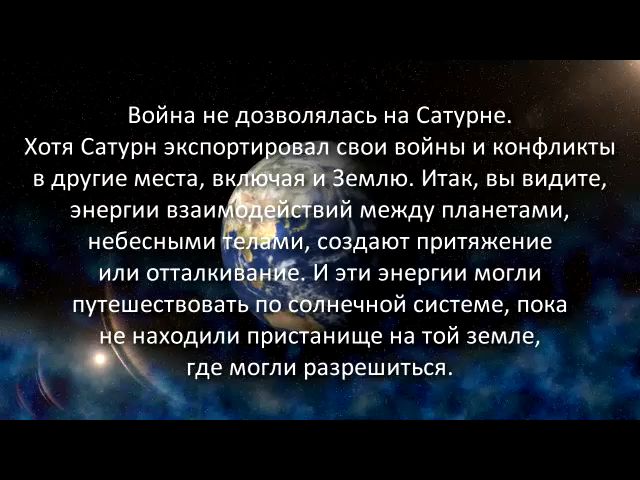 Война не дозволялась на Сатурне.
Хотя Сатурн экспортировал свои войны и конфликты
в другие места, включая и Землю. Итак, вы видите,
энергии взаимодействий между планетами,
небесными телами, создают притяжение
или отталкивание. И эти энергии могли
путешествовать по солнечной системе, пока
не находили пристанище на той земле,
где могли разрешиться.